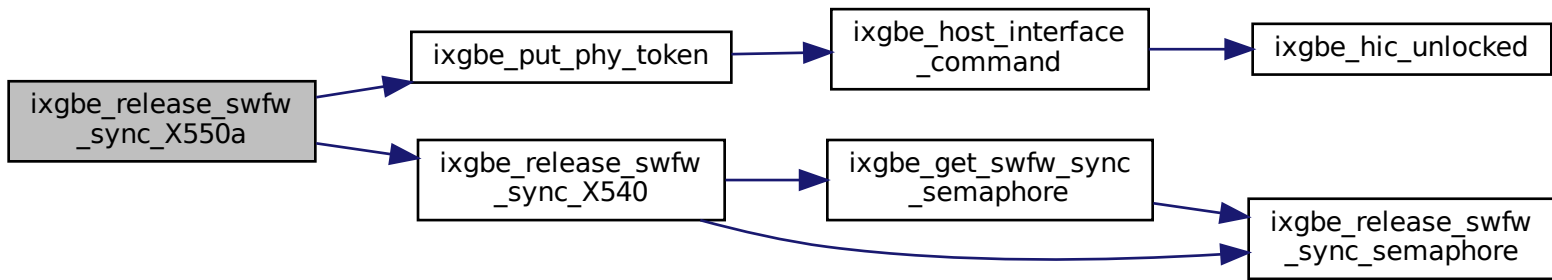 ixgbe_release_swfw
_sync_X550a
ixgbe_put_phy_token
ixgbe_host_interface
_command
ixgbe_hic_unlocked
ixgbe_release_swfw
_sync_X540
ixgbe_get_swfw_sync
_semaphore
ixgbe_release_swfw
_sync_semaphore